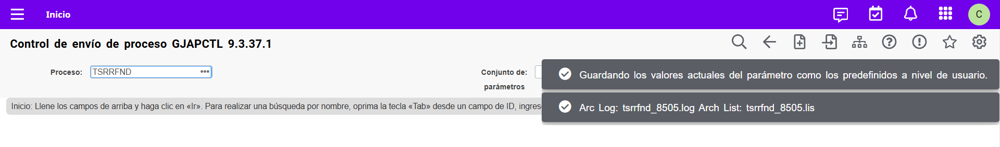 Inicio
C
Control de envío de proceso GJAPCTL 9.3.37.1
Proceso: TSRRFND
Conjunto de: parámetros
Guardando los valores actuales del parámetro como los predefinidos a nivel de usuario.
Inicio: Llene los campos de arriba y haga clic en «Ir». Para realizar una búsqueda por nombre, oprima la tecla «Tab» desde un campo de ID,
Arc Log: tsrrfnd_8505.log Arch List: tsrrfnd_8505.lis